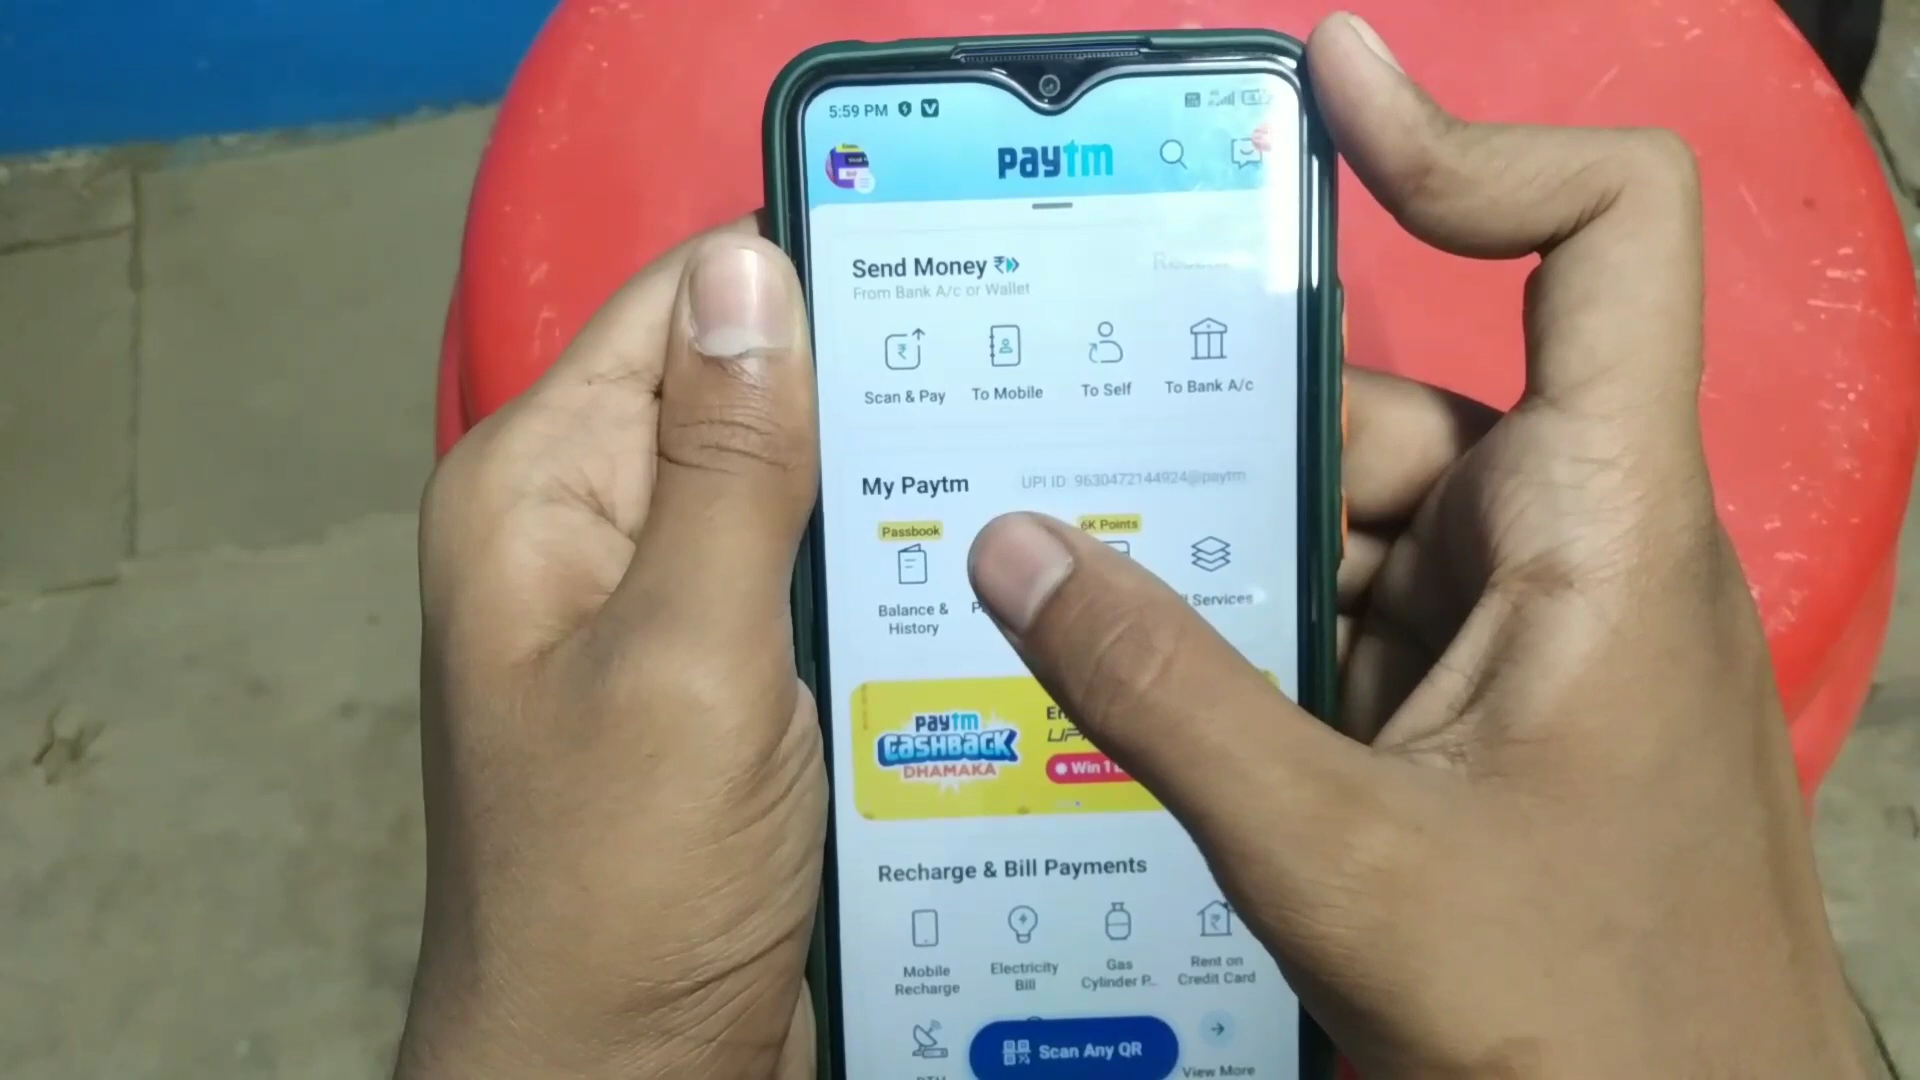 5:59 PM
paytm
Send Money
From Bank A/c or Wallet
Scan & Pay
To Mobile
To Self
To Bank A/c
My Paytm
UPI ID: 9630472144924@paytm
Passbook
6K Points
Balance &
History
Services
paytm
CASHBACK
DHAMAKA
Win 1
Recharge & Bill Payments
Mobile
Recharge
Electricity
Bill
Gas
Cylinder P...
Rent on
Credit Card
Scan Any QR
View More